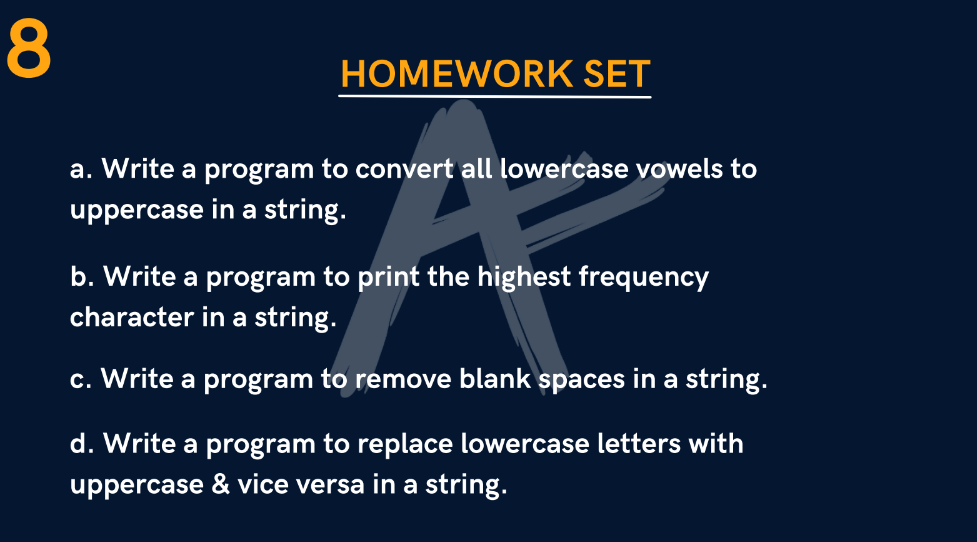 8
HOMEWORK SET
a. Write a program to convert all lowercase vowels to
uppercase in a string.
b. Write a program to print the highest frequency
character in a string.
c. Write a program to remove blank spaces in a string.
d. Write a program to replace lowercase letters with
uppercase & vice versa in a string.